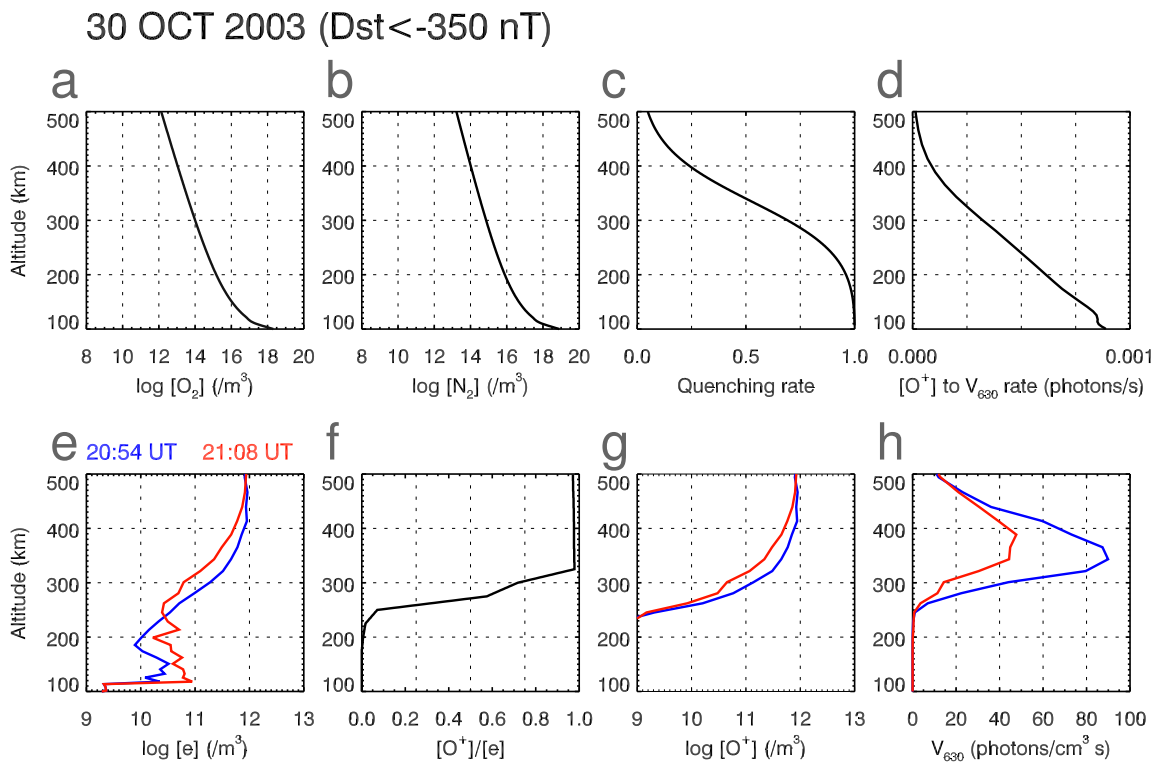 30 OCT 2003 (Dst<-350 nT)
a b c d
500 500 500 500
400 400 400 400
300 300 300 300
200 200 200 200
100 100 100 100
Altitude (km)
8 10 12 14 16 18 20 8 10 12 14 16 18 20 0.0 0.5 1.0 0.000 0.001
log [O₂] (/m³) log [N₂] (/m³) Quenching rate [O⁺] to V₆₃₀ rate (photons/s)
e 20:54 UT 21:08 UT f g h
500 500 500 500
400 400 400 400
300 300 300 300
200 200 200 200
100 100 100 100
Altitude (km)
9 10 11 12 13 0.0 0.2 0.4 0.6 0.8 1.0 9 10 11 12 13 0 20 40 60 80 100
log [e] (/m³) [O⁺]/[e] log [O⁺] (/m³) V₆₃₀ (photons/cm³ s)